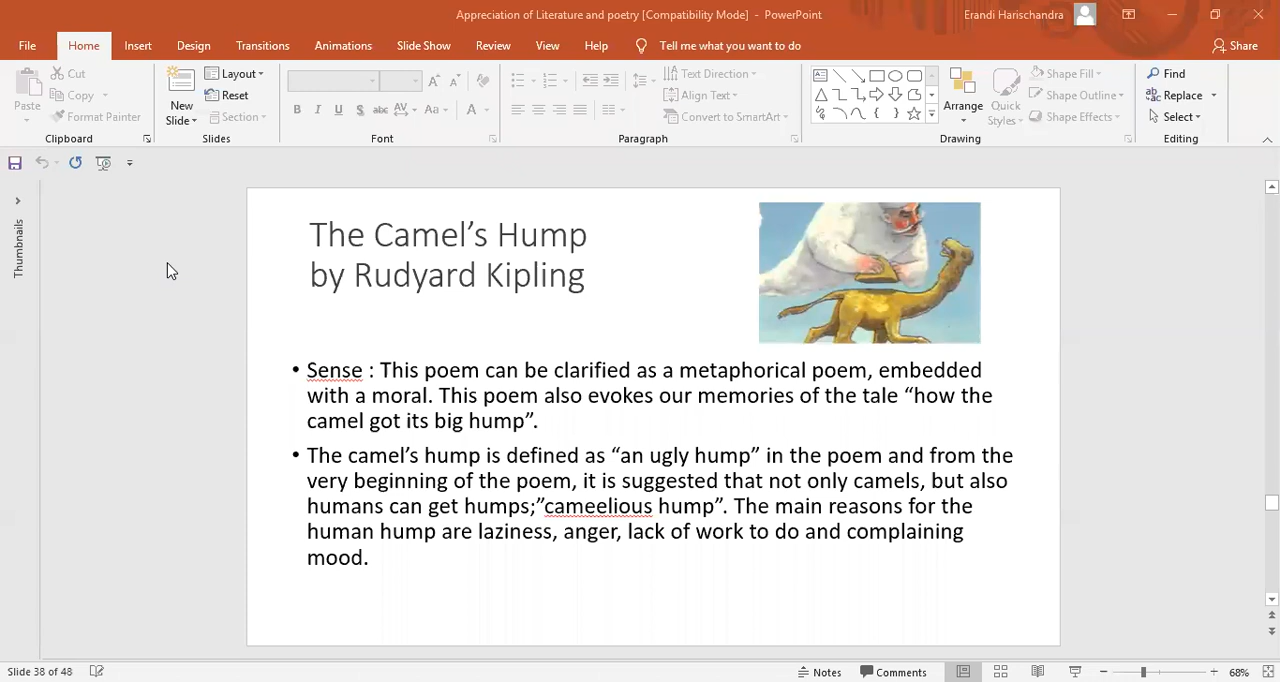 Appreciation of Literature and poetry [Compatibility Mode] - PowerPoint
Erandi Harischandra
File Home Insert Design Transitions Animations Slide Show Review View Help Tell me what you want to do
Share
Paste
Cut
Copy
Format Painter
Clipboard
New Slide
Layout
Reset
Section
Slides
B I U S abc AV Aa A
Font
Text Direction
Align Text
Convert to SmartArt
Paragraph
Arrange
Quick Styles
Shape Fill
Shape Outline
Shape Effects
Drawing
Find
Replace
Select
Editing
Thumbnails
The Camel’s Hump
by Rudyard Kipling
• Sense : This poem can be clarified as a metaphorical poem, embedded
with a moral. This poem also evokes our memories of the tale “how the
camel got its big hump”.
• The camel’s hump is defined as “an ugly hump” in the poem and from the
very beginning of the poem, it is suggested that not only camels, but also
humans can get humps;”cameelious hump”. The main reasons for the
human hump are laziness, anger, lack of work to do and complaining
mood.
Slide 38 of 48
Notes
Comments
68%